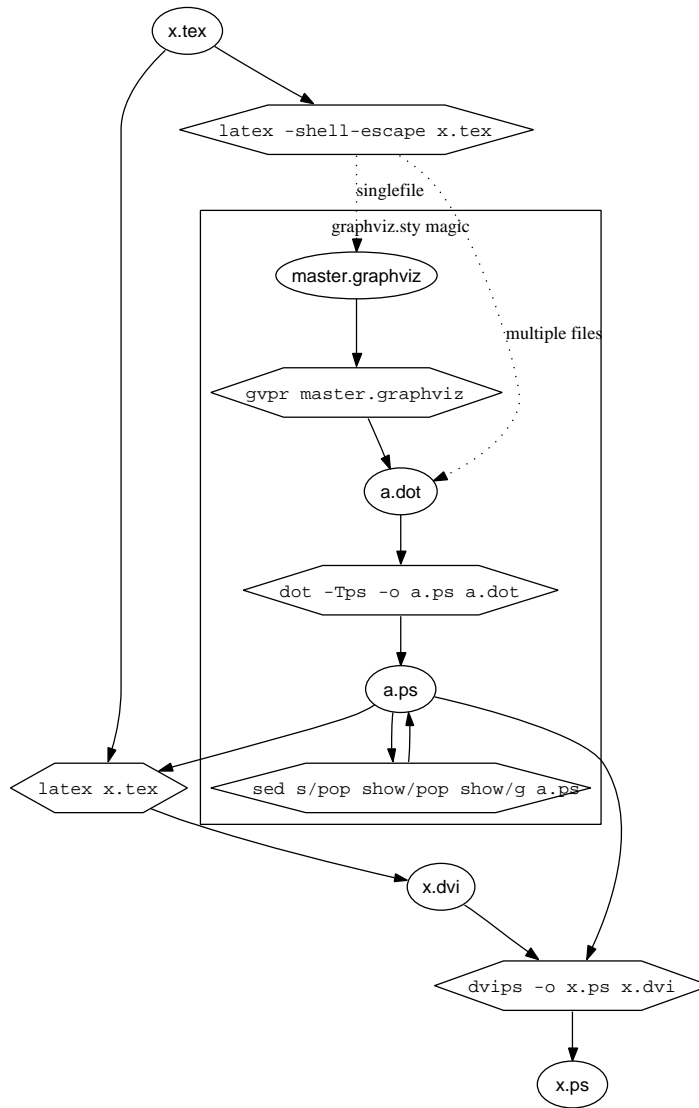 x.tex
latex -shell-escape x.tex
singlefile
graphviz.sty magic
master.graphviz
multiple files
gvpr master.graphviz
a.dot
dot -Tps -o a.ps a.dot
a.ps
latex x.tex
sed s/pop show/pop show/g a.ps
x.dvi
dvips -o x.ps x.dvi
x.ps